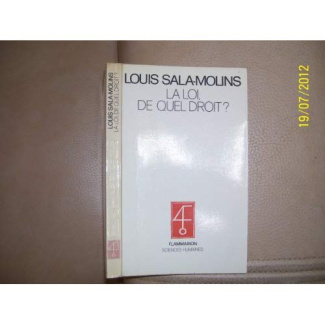 LOUIS SALA-MOLINS
LA LOI,
DE QUEL DROIT?
FLAMMARION
SCIENCES HUMAINES
LOUIS SALA-MOLINS
LA LOI, DE QUEL DROIT?
19/07/2012